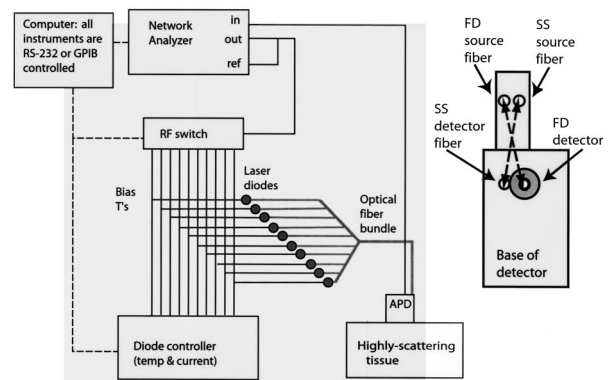 Computer: all
instruments are
RS-232 or GPIB
controlled
Network
Analyzer
in
out
ref
RF switch
Bias
T's
Laser
diodes
Optical
fiber
bundle
APD
Diode controller
(temp & current)
Highly-scattering
tissue
FD
source
fiber
SS
source
fiber
SS
detector
fiber
FD
detector
Base of
detector